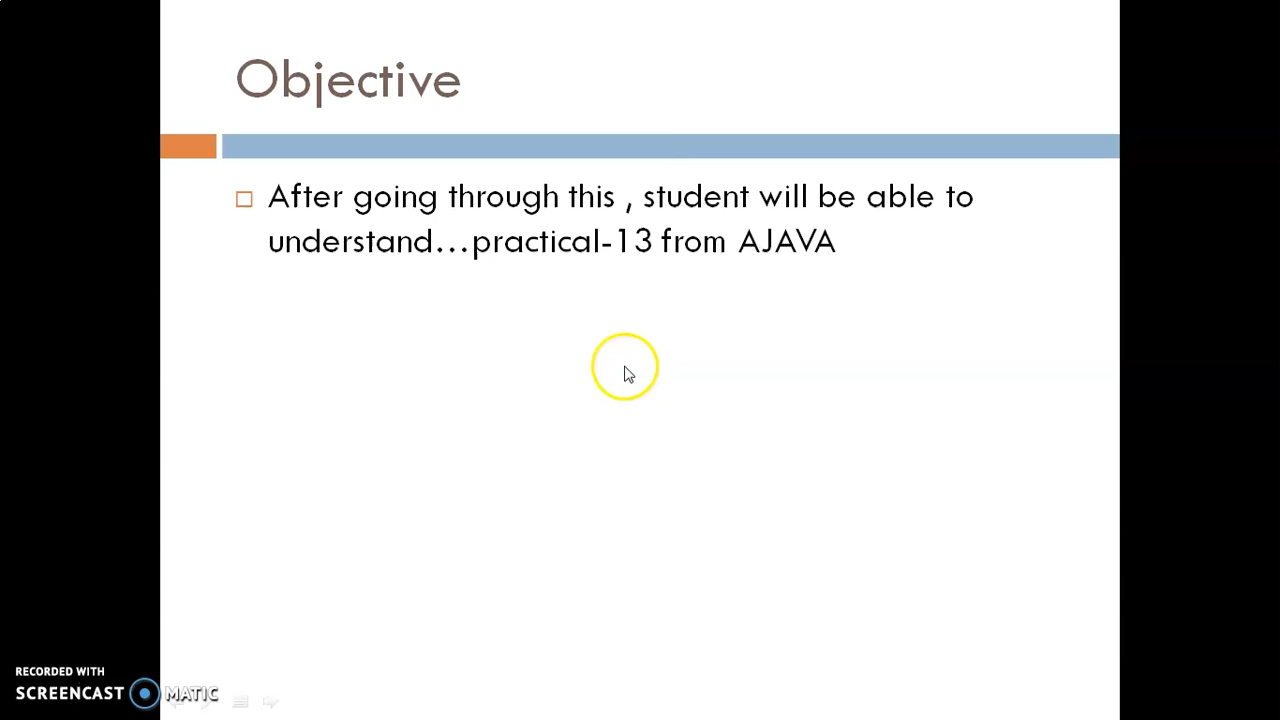 Objective
After going through this , student will be able to
understand...practical-13 from AJAVA
RECORDED WITH
SCREENCAST MATIC